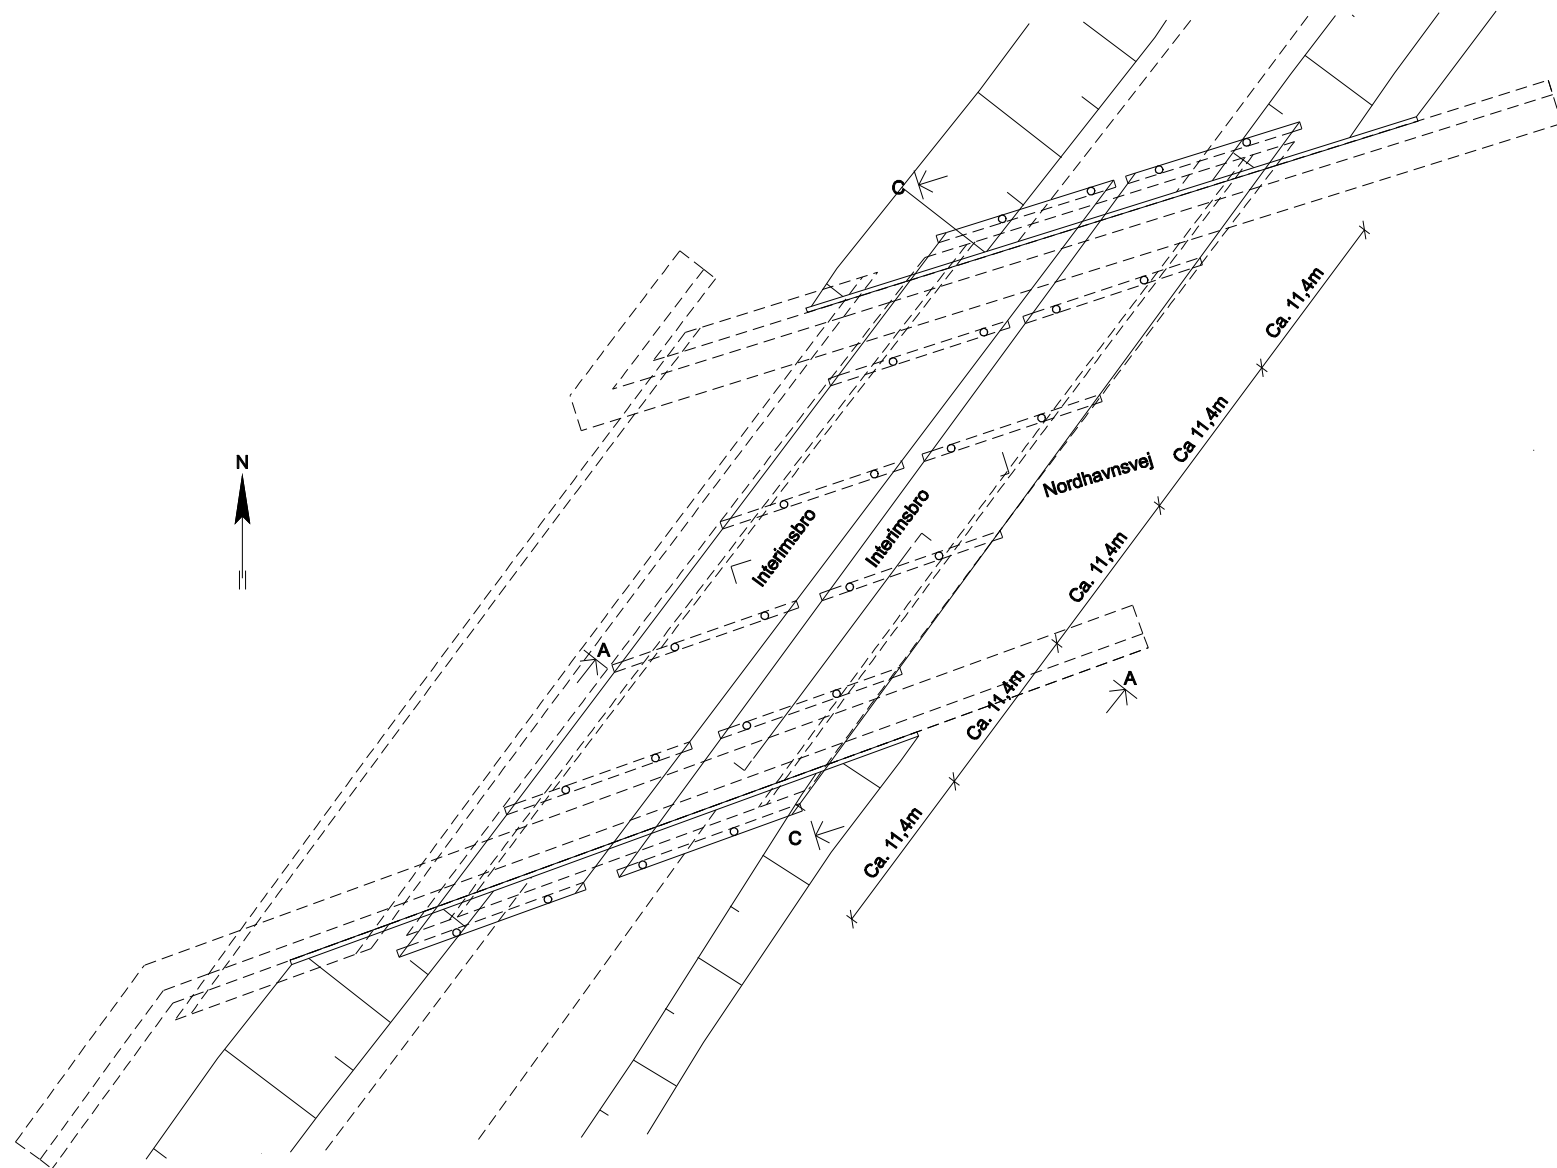 C
Ca. 11,4m
Ca 11,4m
N
Nordhavnsvej
Interimsbro
Interimsbro
Ca. 11,4m
A
A
Ca. 11,4m
C
Ca. 11,4m